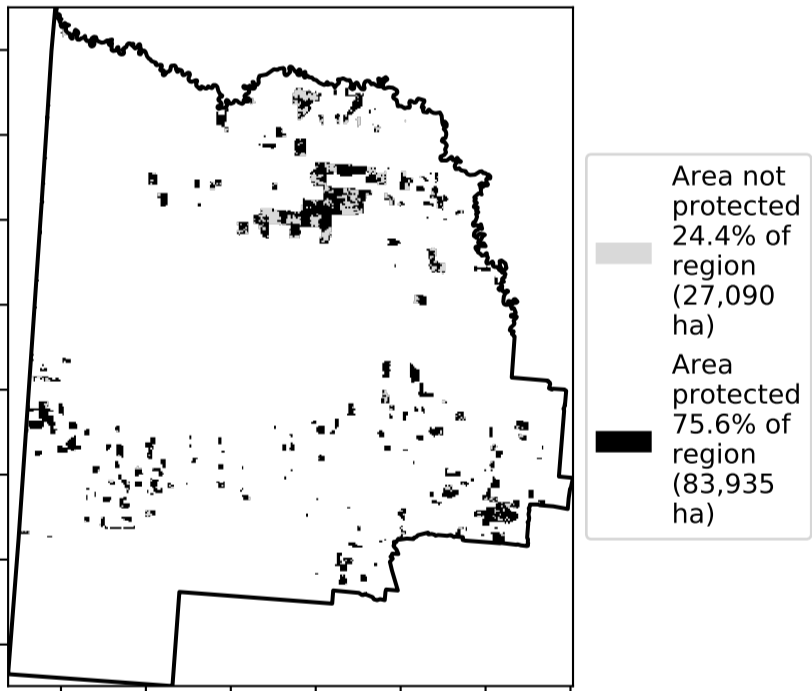 Area not
protected
24.4% of
region
(27,090
ha)
Area
protected
75.6% of
region
(83,935
ha)